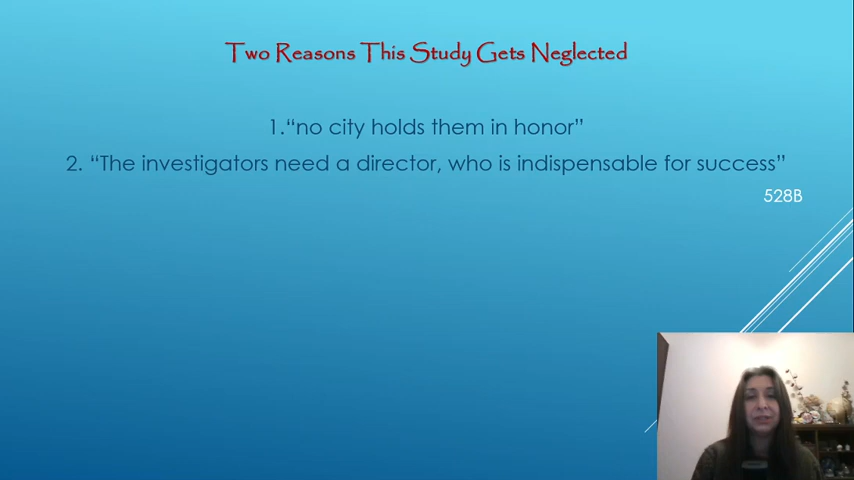 Two Reasons This Study Gets Neglected
1.“no city holds them in honor”
2. “The investigators need a director, who is indispensable for success”
528B